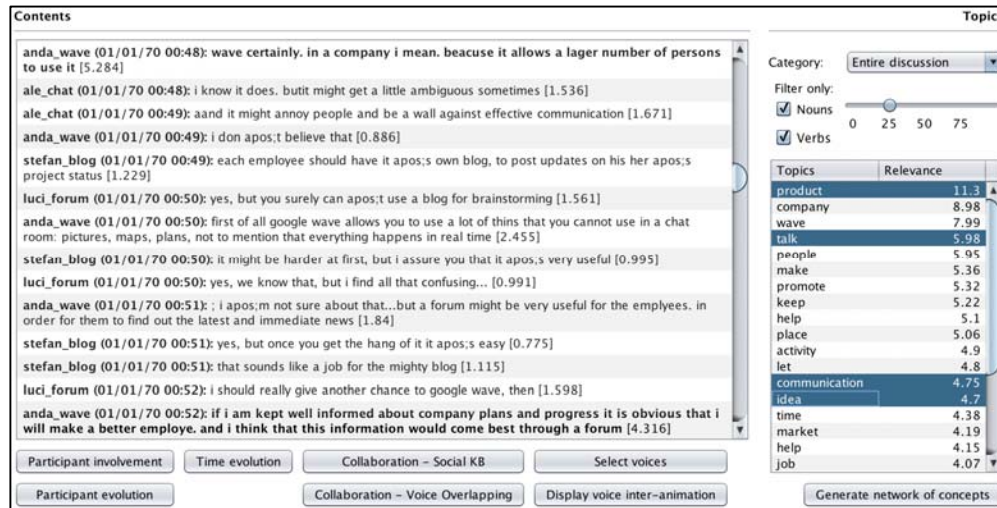 Contents
anda_wave (01/01/70 00:48): wave certainly. in a company i mean. beacuse it allows a lager number of persons
to use it [5.284]
ale_chat (01/01/70 00:48): i know it does. butit might get a little ambiguous sometimes [1.536]
ale_chat (01/01/70 00:49): aand it might annoy people and be a wall against effective communication [1.671]
anda_wave (01/01/70 00:49): i don apos;t believe that [0.886]
stefan_blog (01/01/70 00:49): each employee should have it apos;s own blog, to post updates on his her apos;s
project status [1.229]
luci_forum (01/01/70 00:50): yes, but you surely can apos;t use a blog for brainstorming [1.561]
anda_wave (01/01/70 00:50): first of all google wave allows you to use a lot of thins that you cannot use in a chat
room: pictures, maps, plans, not to mention that everything happens in real time [2.455]
stefan_blog (01/01/70 00:50): it might be harder at first, but i assure you that it apos;s very useful [0.995]
luci_forum (01/01/70 00:50): yes, we know that, but i find all that confusing... [0.991]
anda_wave (01/01/70 00:51): ; i apos;m not sure about that...but a forum might be very useful for the emplyees. in
order for them to find out the latest and immediate news [1.84]
stefan_blog (01/01/70 00:51): yes, but once you get the hang of it it apos;s easy [0.775]
stefan_blog (01/01/70 00:51): that sounds like a job for the mighty blog [1.115]
luci_forum (01/01/70 00:52): i should really give another chance to google wave, then [1.598]
anda_wave (01/01/70 00:52): if i am kept well informed about company plans and progress it is obvious that i
will make a better employe. and i think that this information would come best through a forum [4.316]
Participant involvement Time evolution Collaboration – Social KB Select voices
Participant evolution Collaboration – Voice Overlapping Display voice inter-animation
Topic
Category: Entire discussion
Filter only:
Nouns
Verbs
0 25 50 75
Topics Relevance
product 11.3
company 8.98
wave 7.99
talk 5.98
people 5.95
make 5.36
promote 5.32
keep 5.22
help 5.1
place 5.06
activity 4.9
let 4.8
communication 4.75
idea 4.7
time 4.38
market 4.19
help 4.15
job 4.07
Generate network of concepts